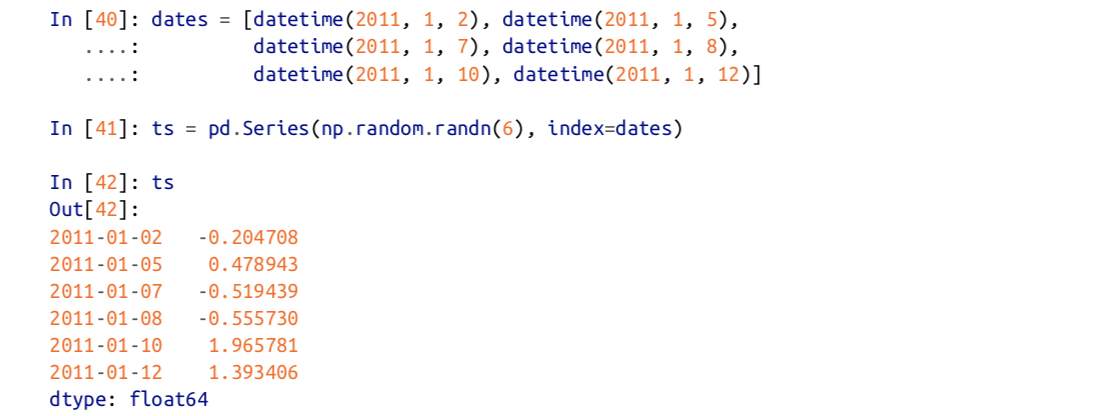 In [40]: dates = [datetime(2011, 1, 2), datetime(2011, 1, 5),
   ....:          datetime(2011, 1, 7), datetime(2011, 1, 8),
   ....:          datetime(2011, 1, 10), datetime(2011, 1, 12)]

In [41]: ts = pd.Series(np.random.randn(6), index=dates)

In [42]: ts
Out[42]:
2011-01-02   -0.204708
2011-01-05    0.478943
2011-01-07   -0.519439
2011-01-08   -0.555730
2011-01-10    1.965781
2011-01-12    1.393406
dtype: float64